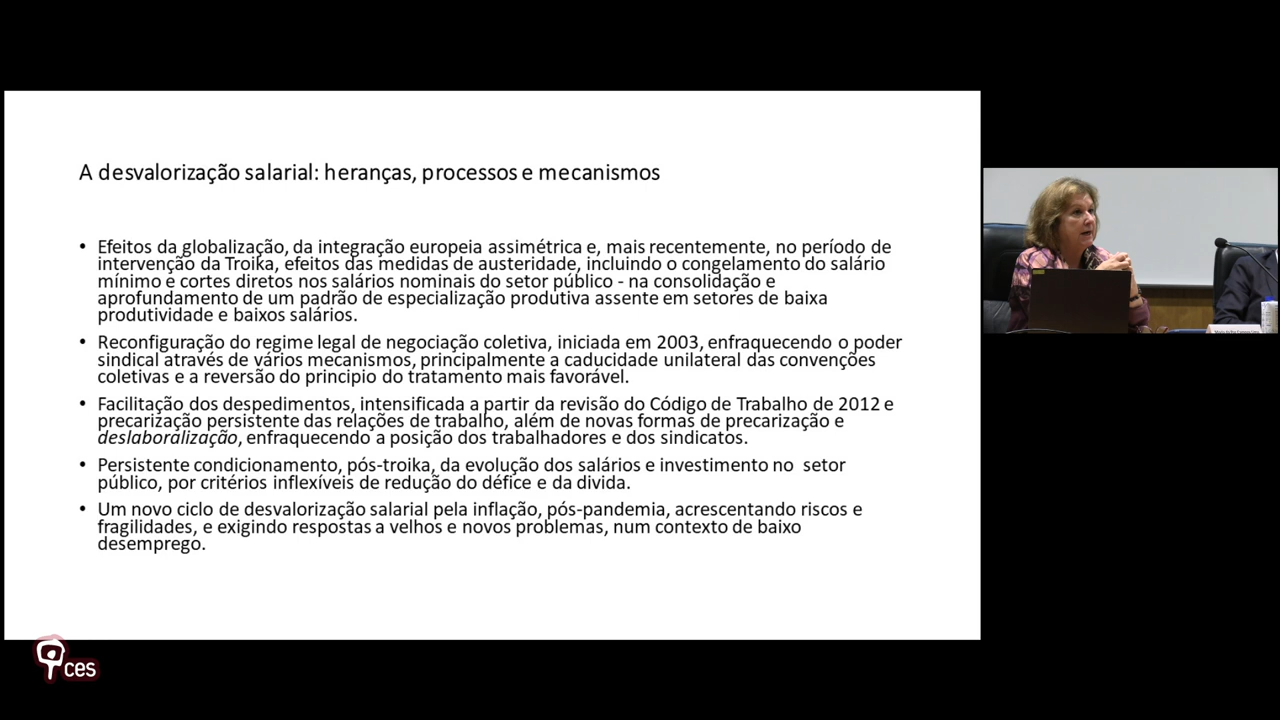 A desvalorização salarial: heranças, processos e mecanismos
• Efeitos da globalização, da integração europeia assimétrica e, mais recentemente, no período de
intervenção da Troika, efeitos das medidas de austeridade, incluindo o congelamento do salário
mínimo e cortes diretos nos salários nominais do setor público - na consolidação e
aprofundamento de um padrão de especialização produtiva assente em setores de baixa
produtividade e baixos salários.
• Reconfiguração do regime legal de negociação coletiva, iniciada em 2003, enfraquecendo o poder
sindical através de vários mecanismos, principalmente a caducidade unilateral das convenções
coletivas e a reversão do principio do tratamento mais favorável.
• Facilitação dos despedimentos, intensificada a partir da revisão do Código de Trabalho de 2012 e
precarização persistente das relações de trabalho, além de novas formas de precarização e
deslaboralização, enfraquecendo a posição dos trabalhadores e dos sindicatos.
• Persistente condicionamento, pós-troika, da evolução dos salários e investimento no setor
público, por critérios inflexíveis de redução do défice e da divida.
• Um novo ciclo de desvalorização salarial pela inflação, pós-pandemia, acrescentando riscos e
fragilidades, e exigindo respostas a velhos e novos problemas, num contexto de baixo
desemprego.
ces